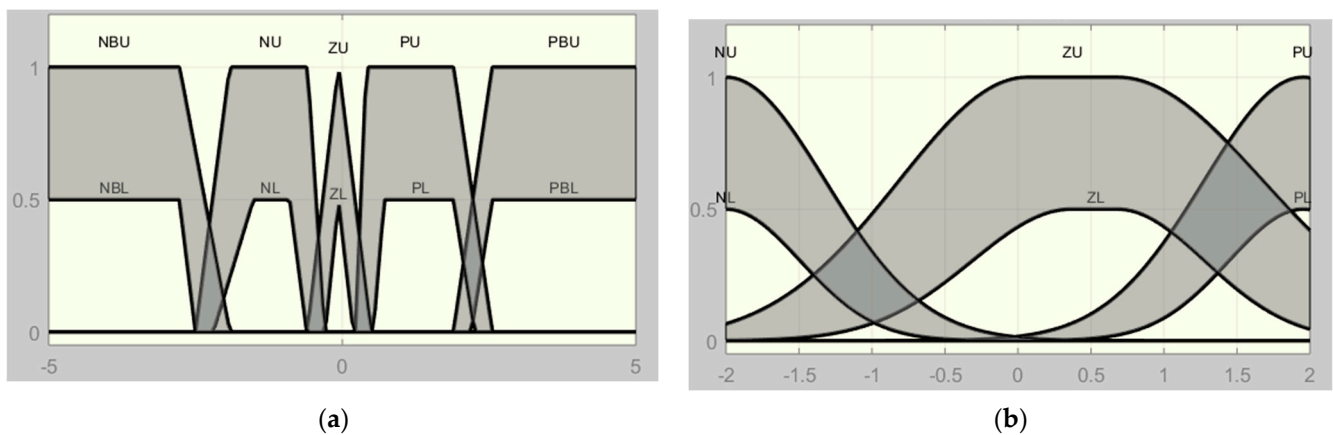 NBU NU ZU PU PBU
1
NBL NL ZL PL PBL
0.5
0
-5 0 5
(a)
NU ZU PU
1
NL ZL PL
0.5
0
-2 -1.5 -1 -0.5 0 0.5 1 1.5 2
(b)